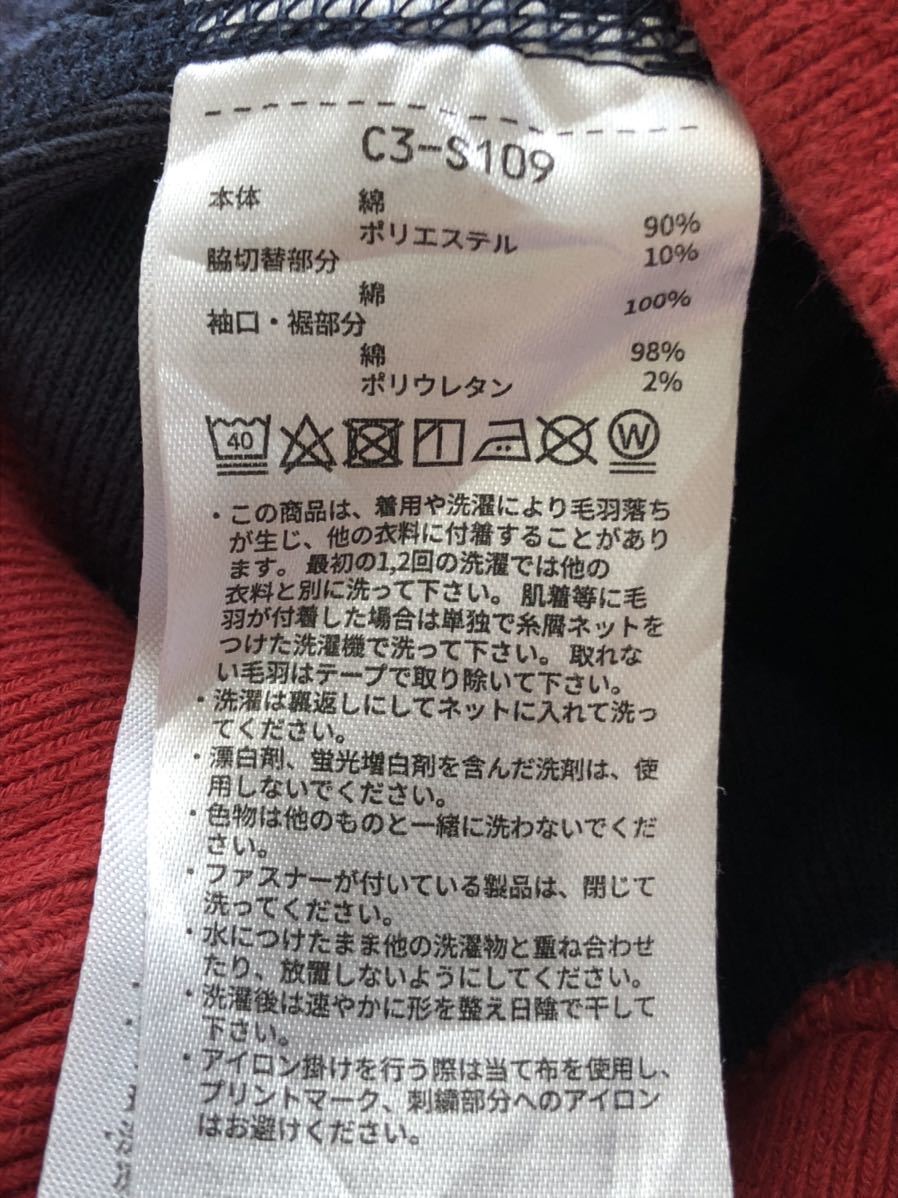 C3-S109
本体 綿 90%
ポリエステル 10%
脇切替部分
綿 100%
袖口・裾部分
綿 98%
ポリウレタン 2%
40 W
・この商品は、着用や洗濯により毛羽落ち
が生じ、他の衣料に付着することがあり
ます。最初の1,2回の洗濯では他の
衣料と別に洗って下さい。肌着等に毛
羽が付着した場合は単独で糸屑ネットを
つけた洗濯機で洗って下さい。取れな
い毛羽はテープで取り除いて下さい。
・洗濯は裏返しにしてネットに入れて洗っ
てください。
・漂白剤、蛍光増白剤を含んだ洗剤は、使
用しないでください。
・色物は他のものと一緒に洗わないでくだ
さい。
・ファスナーが付いている製品は、閉じて
洗ってください。
・水につけたまま他の洗濯物と重ね合わせ
たり、放置しないようにしてください。
・洗濯後は速やかに形を整え日陰で干して
下さい。
・アイロン掛けを行う際は当て布を使用し、
プリントマーク、刺繍部分へのアイロン
はお避けください。